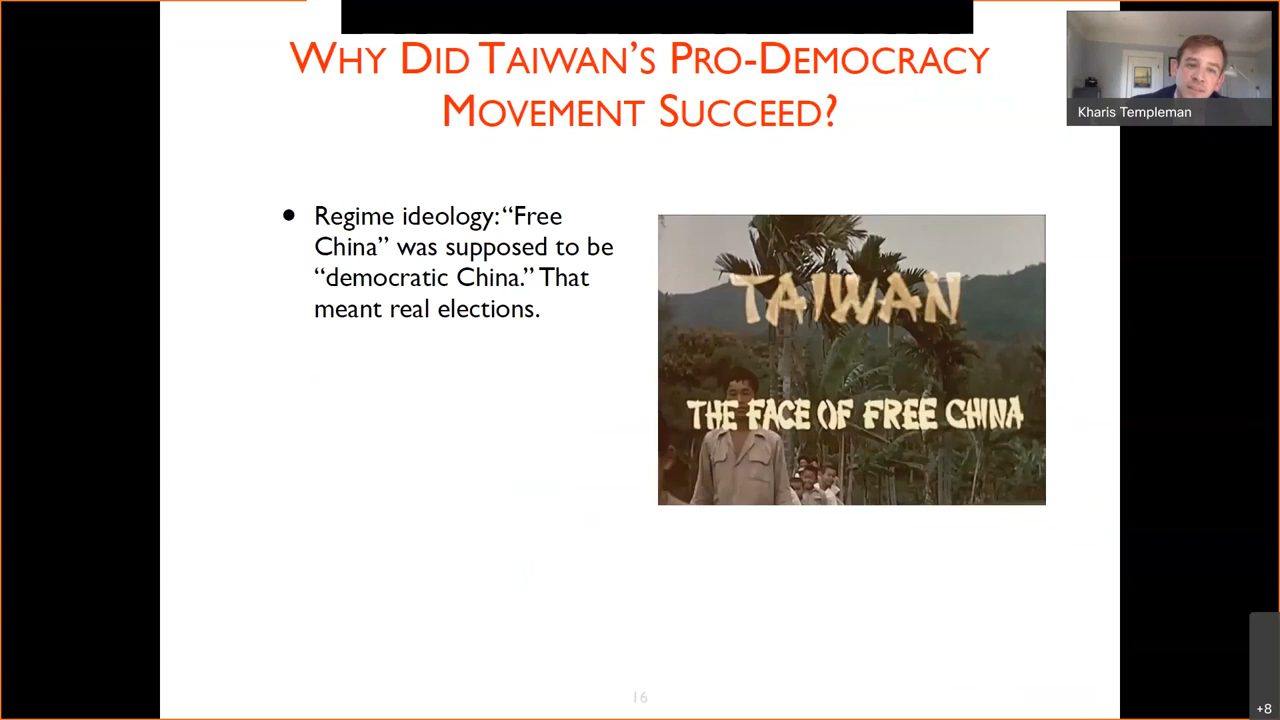 WHY DID TAIWAN'S PRO-DEMOCRACY
MOVEMENT SUCCEED?
Kharis Templeman
• Regime ideology: “Free
China” was supposed to be
“democratic China.” That
meant real elections.
TAIWAN
THE FACE OF FREE CHINA
16
+8